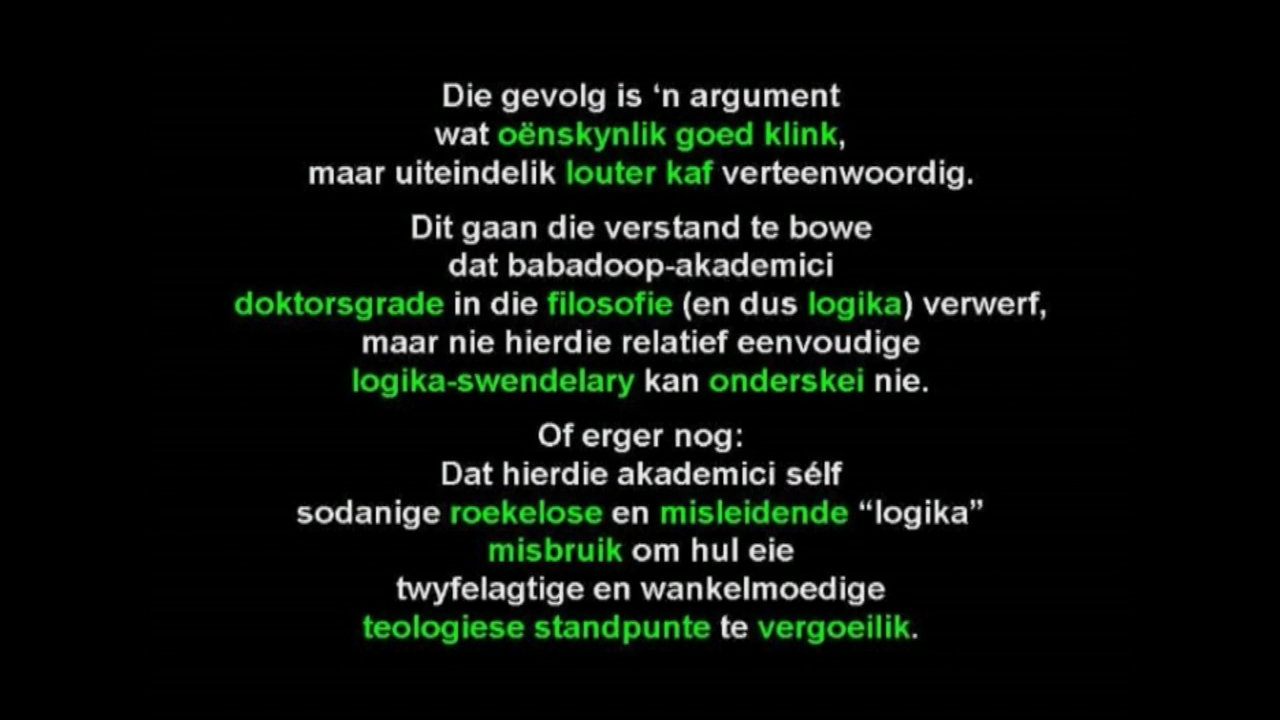 Die gevolg is ‘n argument
wat oënskynlik goed klink,
maar uiteindelik louter kaf verteenwoordig.
Dit gaan die verstand te bowe
dat babadoop-akademici
doktorsgrade in die filosofie (en dus logika) verwerf,
maar nie hierdie relatief eenvoudige
logika-swendelary kan onderskei nie.
Of erger nog:
Dat hierdie akademici sélf
sodanige roekelose en misleidende “logika”
misbruik om hul eie
twyfelagtige en wankelmoedige
teologiese standpunte te vergoeilik.